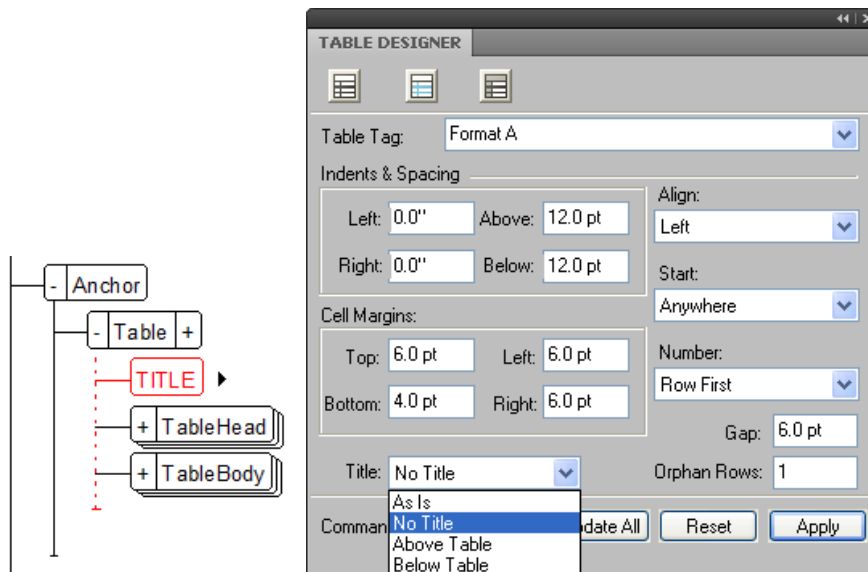 TABLE DESIGNER
Table Tag: Format A
Indents & Spacing
Left: 0.0" Above: 12.0 pt
Right: 0.0" Below: 12.0 pt
Align:
Left
Start:
Anywhere
Cell Margins:
Top: 6.0 pt Left: 6.0 pt
Bottom: 4.0 pt Right: 6.0 pt
Number:
Row First
Gap: 6.0 pt
Title: No Title
Orphan Rows: 1
As Is
No Title
Above Table
Below Table
Comman
date All
Reset
Apply
- Anchor
- Table +
TITLE
+ TableHead
+ TableBody